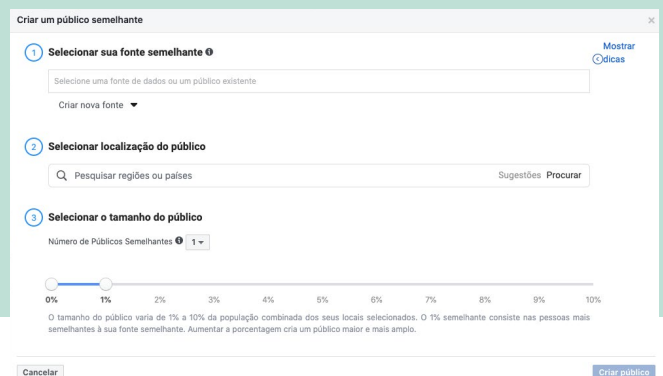 Criar um público semelhante
×
1 Selecionar sua fonte semelhante
Mostrar
dicas
Selecione uma fonte de dados ou um público existente
Criar nova fonte
2 Selecionar localização do público
Pesquisar regiões ou países Sugestões Procurar
3 Selecionar o tamanho do público
Número de Públicos Semelhantes 1
0% 1% 2% 3% 4% 5% 6% 7% 8% 9% 10%
O tamanho do público varia de 1% a 10% da população combinada dos seus locais selecionados. O 1% semelhante consiste nas pessoas mais
semelhantes à sua fonte semelhante. Aumentar a porcentagem cria um público maior e mais amplo.
Cancelar Criar público